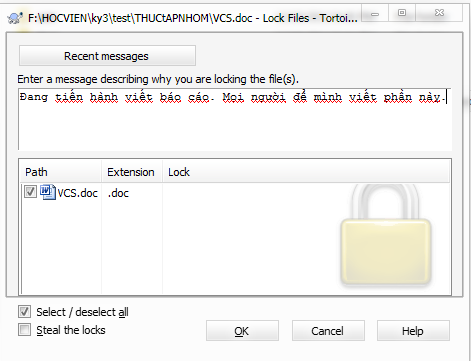 F:\HOCVIEN\ky3\test\THUCtAPNHOM\VCS.doc - Lock Files - Tortoi...
Recent messages
Enter a message describing why you are locking the file(s).
Đang tiến hành viết báo cáo. Mọi người để mình viết phần này.
Path Extension Lock
VCS.doc .doc
Select / deselect all
Steal the locks
OK Cancel Help